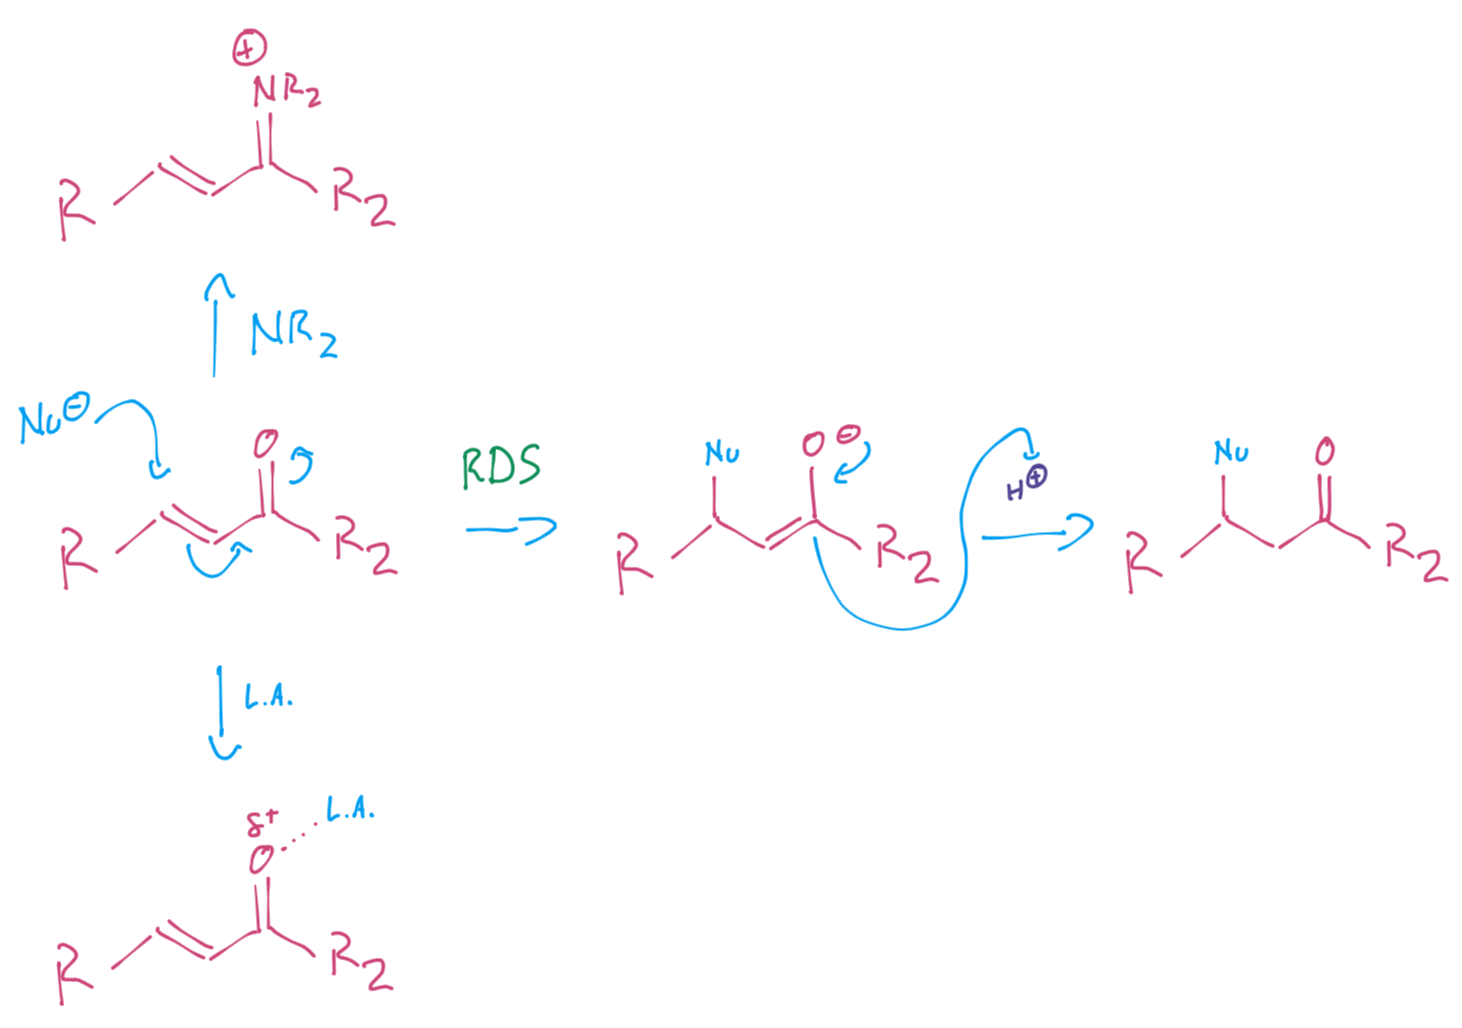 ⊕
NR₂
R R₂
NR₂
Nu⊖
O
R R₂
RDS
Nu O⊖
R R₂
H⊕
Nu O
R R₂
L.A.
δ+ L.A.
O
R R₂